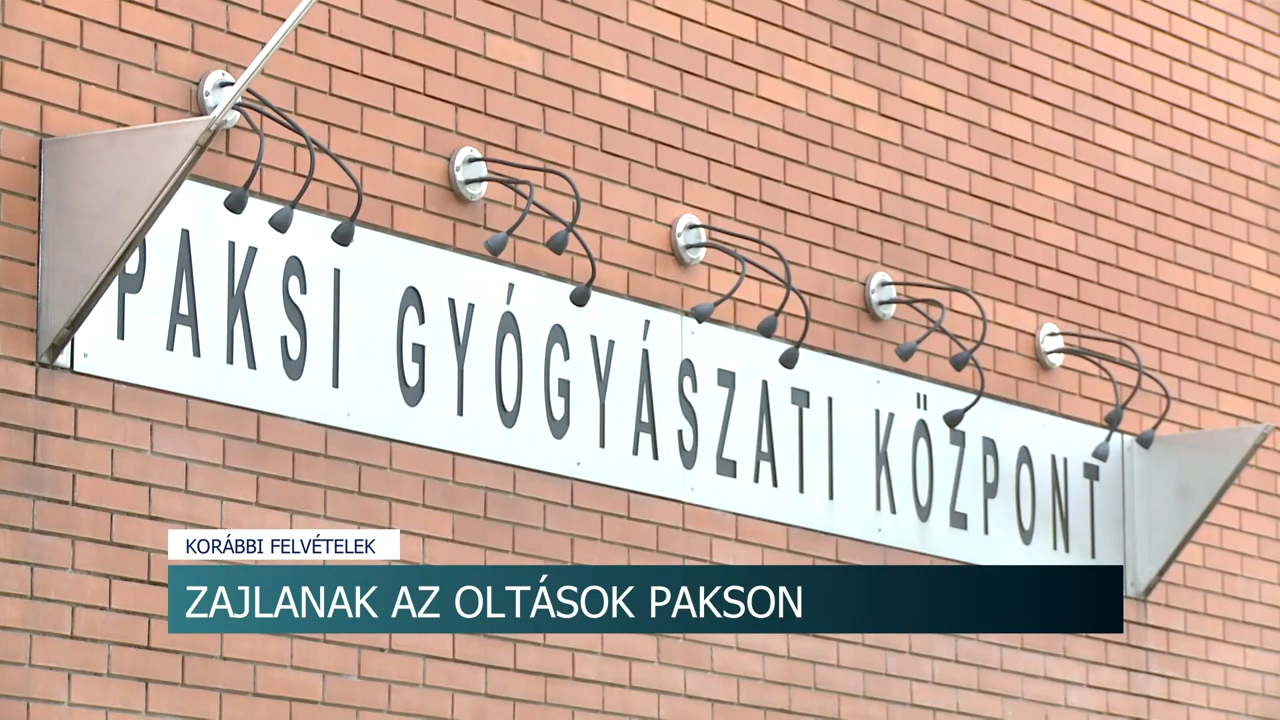 PAKSI GYÓGYÁSZATI KÖZPONT
KORÁBBI FELVÉTELEK
ZAJLANAK AZ OLTÁSOK PAKSON